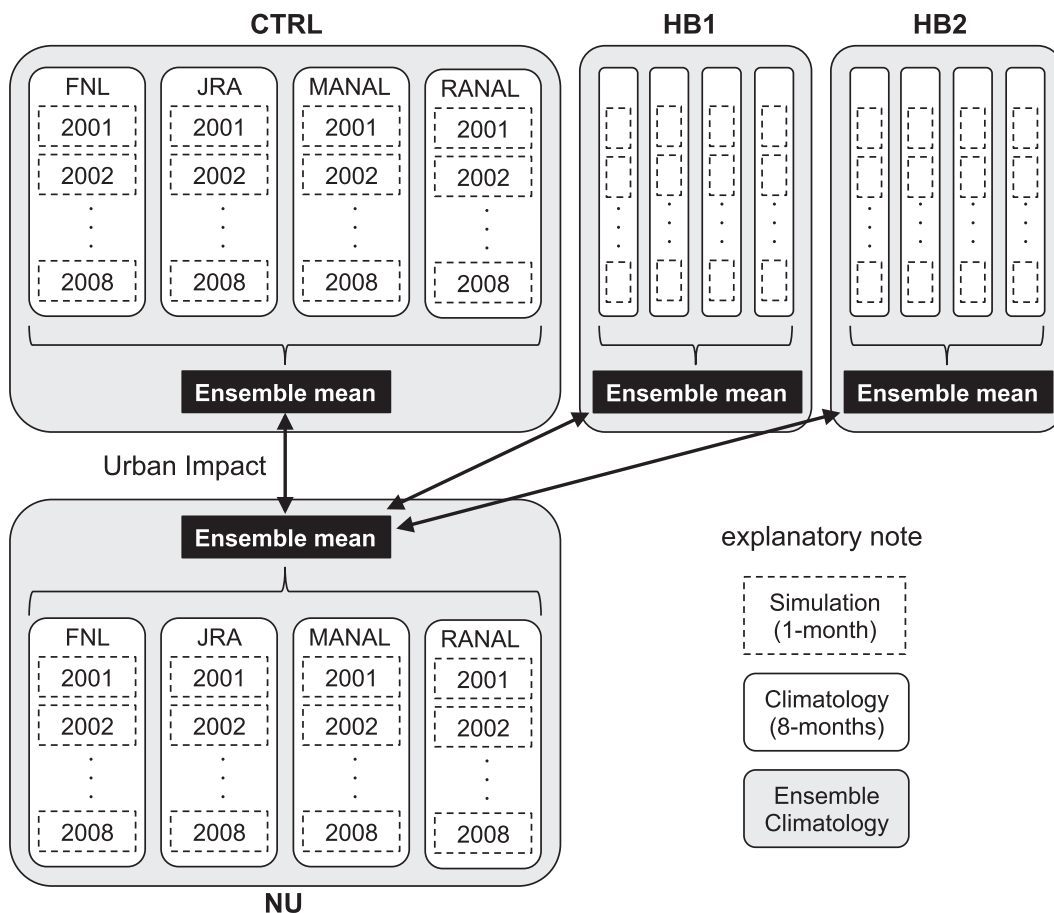 CTRL
HB1
HB2
FNL
JRA
MANAL
RANAL
2001
2001
2001
2001
2002
2002
2002
2002
2008
2008
2008
2008
Ensemble mean
Ensemble mean
Ensemble mean
Urban Impact
Ensemble mean
FNL
JRA
MANAL
RANAL
2001
2001
2001
2001
2002
2002
2002
2002
2008
2008
2008
2008
NU
explanatory note
Simulation
(1-month)
Climatology
(8-months)
Ensemble
Climatology